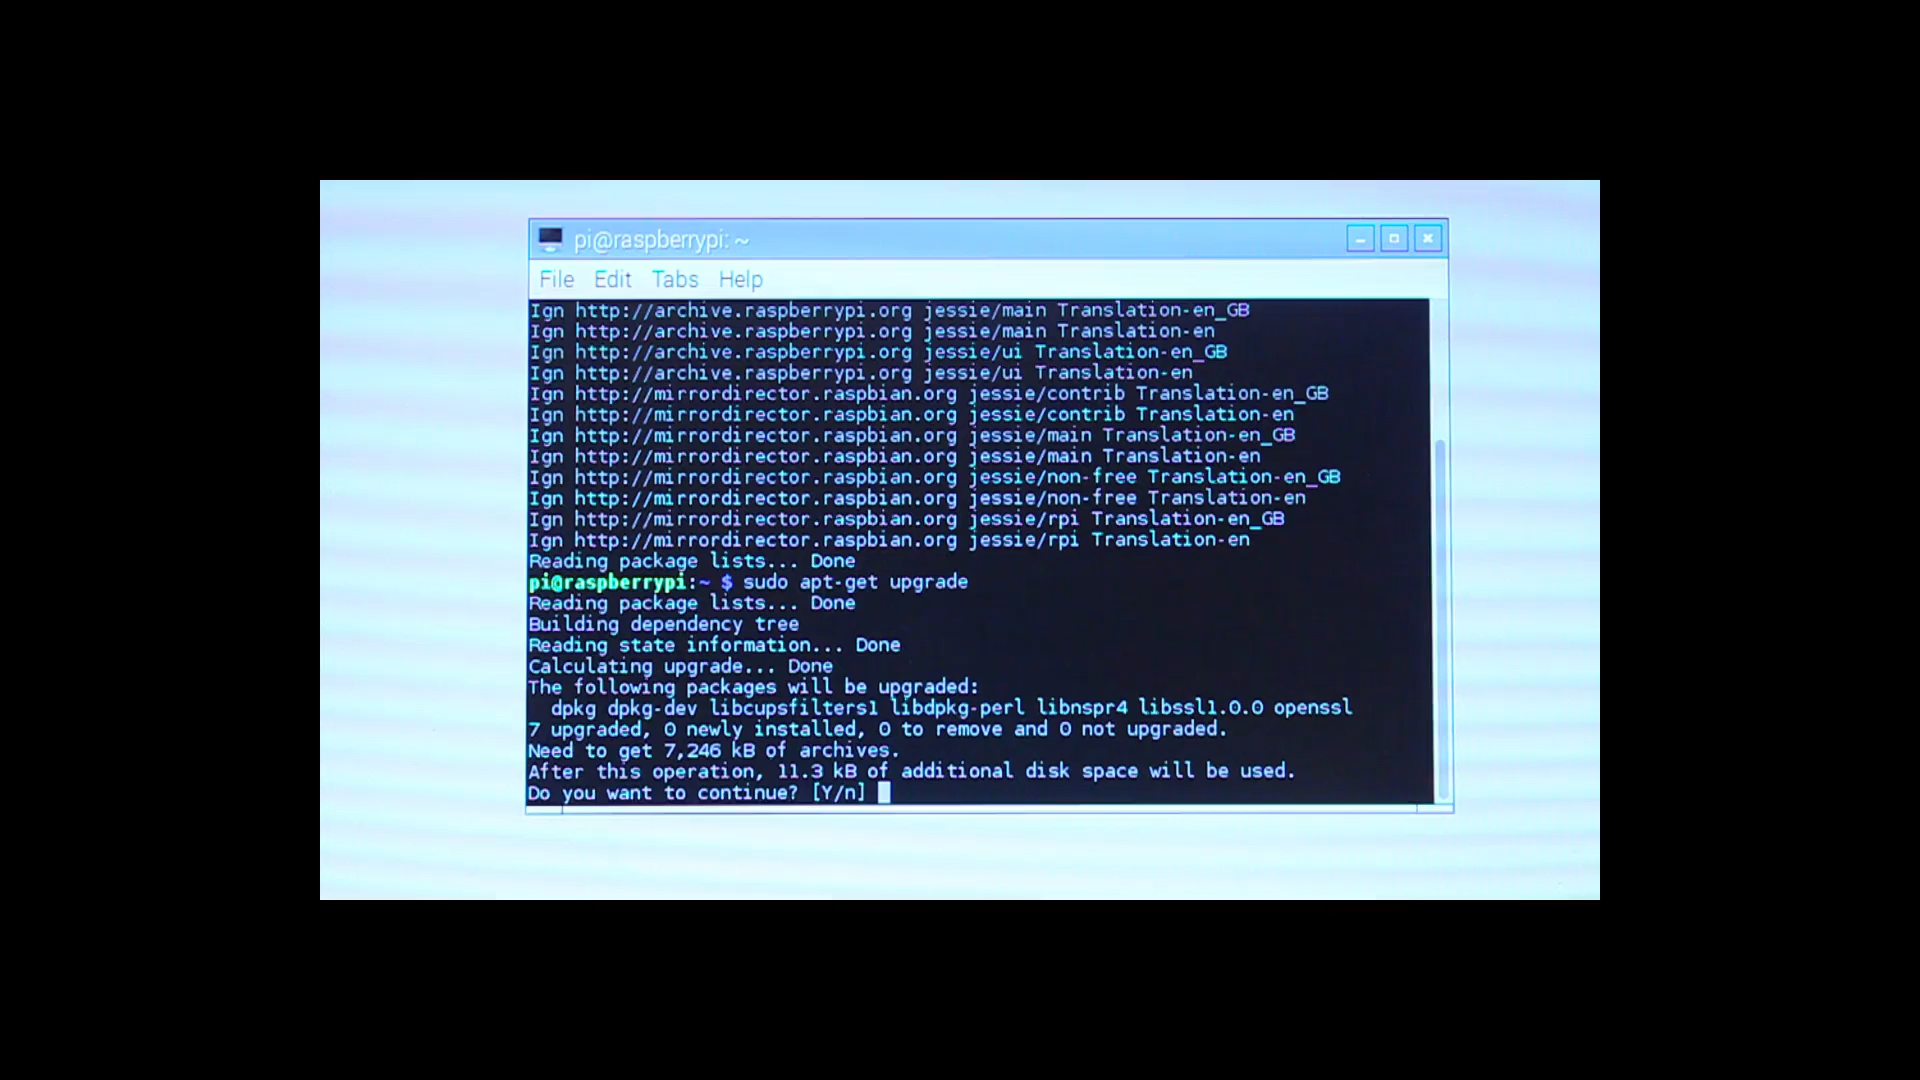 pi@raspberrypi: ~
File Edit Tabs Help
Ign http://archive.raspberrypi.org jessie/main Translation-en_GB
Ign http://archive.raspberrypi.org jessie/main Translation-en
Ign http://archive.raspberrypi.org jessie/ui Translation-en_GB
Ign http://archive.raspberrypi.org jessie/ui Translation-en
Ign http://mirrordirector.raspbian.org jessie/contrib Translation-en_GB
Ign http://mirrordirector.raspbian.org jessie/contrib Translation-en
Ign http://mirrordirector.raspbian.org jessie/main Translation-en_GB
Ign http://mirrordirector.raspbian.org jessie/main Translation-en
Ign http://mirrordirector.raspbian.org jessie/non-free Translation-en_GB
Ign http://mirrordirector.raspbian.org jessie/non-free Translation-en
Ign http://mirrordirector.raspbian.org jessie/rpi Translation-en_GB
Ign http://mirrordirector.raspbian.org jessie/rpi Translation-en
Reading package lists... Done
pi@raspberrypi:~ $ sudo apt-get upgrade
Reading package lists... Done
Building dependency tree
Reading state information... Done
Calculating upgrade... Done
The following packages will be upgraded:
dpkg dpkg-dev libcupsfilters1 libdpkg-perl libnspr4 libssl1.0.0 openssl
7 upgraded, 0 newly installed, 0 to remove and 0 not upgraded.
Need to get 7,246 kB of archives.
After this operation, 11.3 kB of additional disk space will be used.
Do you want to continue? [Y/n]